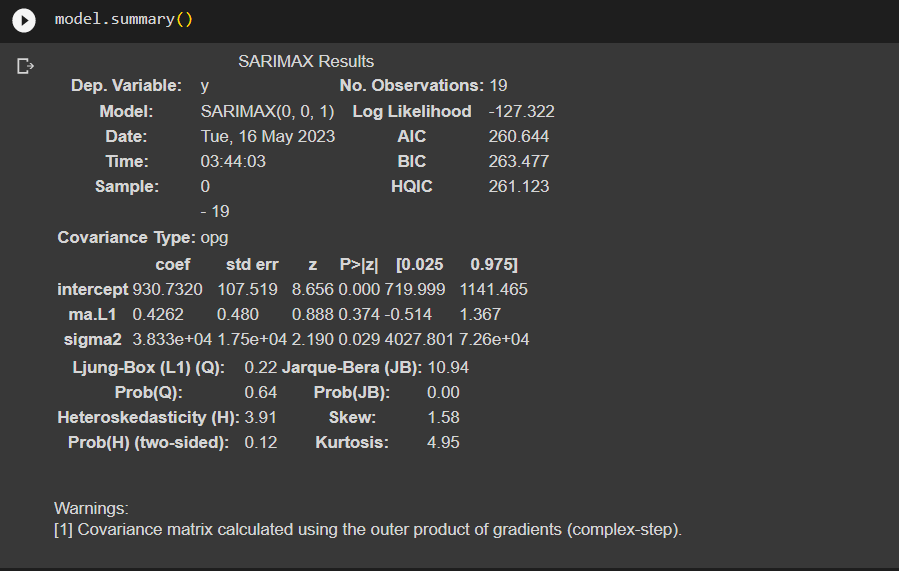 model.summary()
SARIMAX Results
Dep. Variable: y No. Observations: 19
Model: SARIMAX(0, 0, 1) Log Likelihood -127.322
Date: Tue, 16 May 2023 AIC 260.644
Time: 03:44:03 BIC 263.477
Sample: 0 HQIC 261.123
- 19
Covariance Type: opg
coef std err z P>|z| [0.025 0.975]
intercept 930.7320 107.519 8.656 0.000 719.999 1141.465
ma.L1 0.4262 0.480 0.888 0.374 -0.514 1.367
sigma2 3.833e+04 1.75e+04 2.190 0.029 4027.801 7.26e+04
Ljung-Box (L1) (Q): 0.22 Jarque-Bera (JB): 10.94
Prob(Q): 0.64 Prob(JB): 0.00
Heteroskedasticity (H): 3.91 Skew: 1.58
Prob(H) (two-sided): 0.12 Kurtosis: 4.95
Warnings:
[1] Covariance matrix calculated using the outer product of gradients (complex-step).